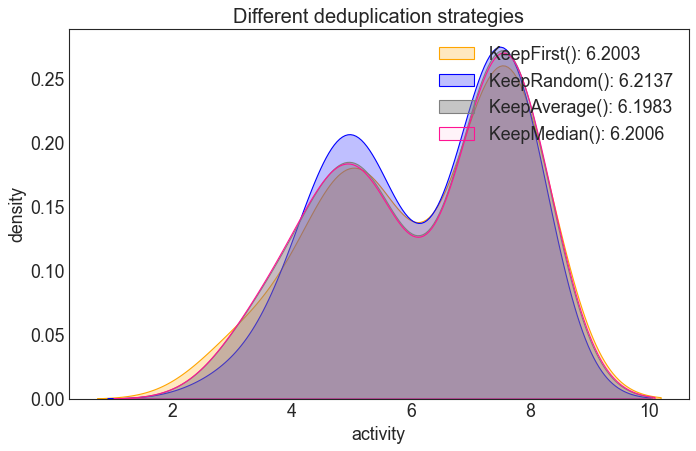 Different deduplication strategies
KeepFirst(): 6.2003
KeepRandom(): 6.2137
KeepAverage(): 6.1983
KeepMedian(): 6.2006
density
0.25
0.20
0.15
0.10
0.05
0.00
2 4 6 8 10
activity